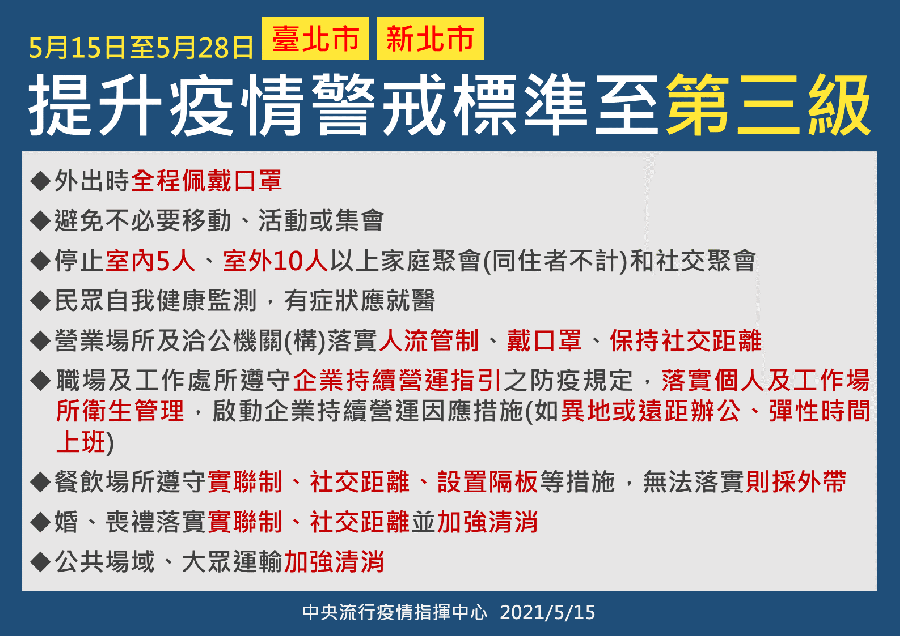 5月15日至5月28日 臺北市 新北市
提升疫情警戒標準至第三級
◆外出時全程佩戴口罩
◆避免不必要移動、活動或集會
◆停止室內5人、室外10人以上家庭聚會(同住者不計)和社交聚會
◆民眾自我健康監測，有症狀應就醫
◆營業場所及洽公機關(構)落實人流管制、戴口罩、保持社交距離
◆職場及工作處所遵守企業持續營運指引之防疫規定，落實個人及工作場
所衛生管理，啟動企業持續營運因應措施(如異地或遠距辦公、彈性時間
上班)
◆餐飲場所遵守實聯制、社交距離、設置隔板等措施，無法落實則採外帶
◆婚、喪禮落實實聯制、社交距離並加強清消
◆公共場域、大眾運輸加強清消
中央流行疫情指揮中心 2021/5/15